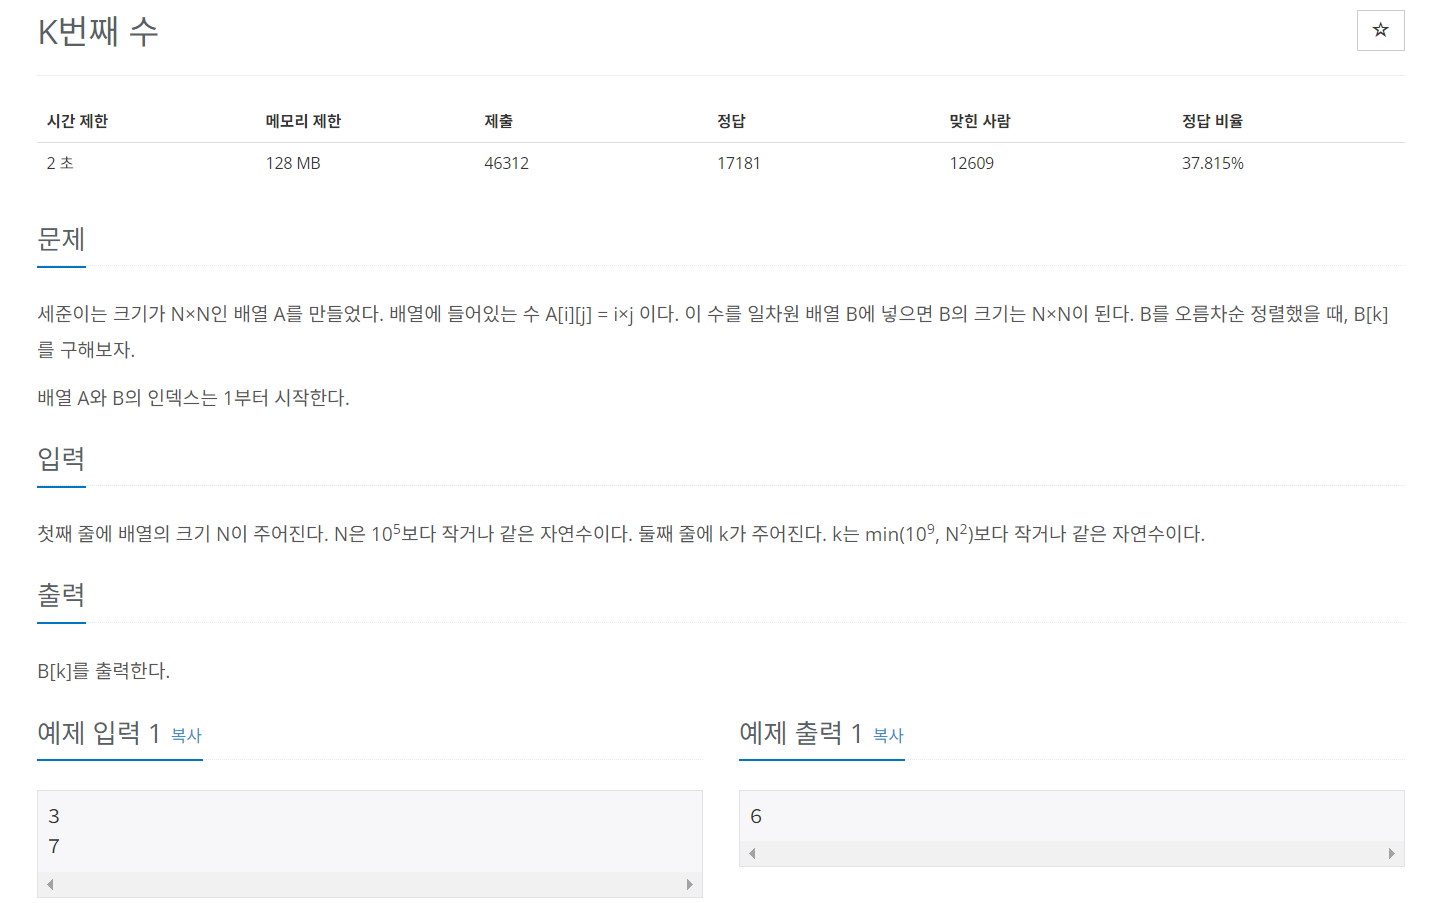 K번째 수
☆
시간 제한 메모리 제한 제출 정답 맞힌 사람 정답 비율
2 초 128 MB 46312 17181 12609 37.815%
문제
세준이는 크기가 N×N인 배열 A를 만들었다. 배열에 들어있는 수 A[i][j] = i×j 이다. 이 수를 일차원 배열 B에 넣으면 B의 크기는 N×N이 된다. B를 오름차순 정렬했을 때, B[k]
를 구해보자.
배열 A와 B의 인덱스는 1부터 시작한다.
입력
첫째 줄에 배열의 크기 N이 주어진다. N은 10⁵보다 작거나 같은 자연수이다. 둘째 줄에 k가 주어진다. k는 min(10⁹, N²)보다 작거나 같은 자연수이다.
출력
B[k]를 출력한다.
예제 입력 1 복사
3
7
예제 출력 1 복사
6